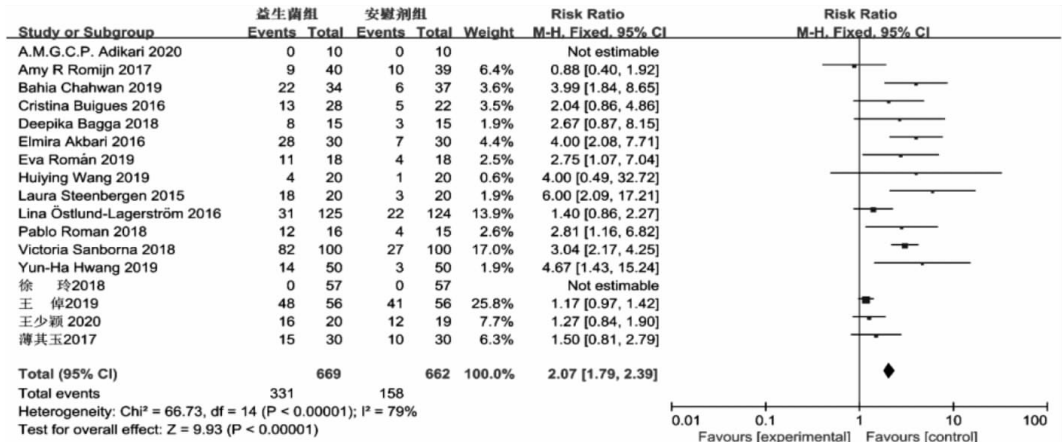 益生菌组 安慰剂组 Risk Ratio Risk Ratio
Study or Subgroup Events Total Events Total Weight M-H. Fixed. 95% CI M-H. Fixed. 95% CI
A.M.G.C.P. Adikari 2020 0 10 0 10 Not estimable
Amy R Romijn 2017 9 40 10 39 6.4% 0.88 [0.40, 1.92]
Bahia Chahwan 2019 22 34 6 37 3.6% 3.99 [1.84, 8.65]
Cristina Buigues 2016 13 28 5 22 3.5% 2.04 [0.86, 4.86]
Deepika Bagga 2018 8 15 3 15 1.9% 2.67 [0.87, 8.15]
Elmira Akbari 2016 28 30 7 30 4.4% 4.00 [2.08, 7.71]
Eva Román 2019 11 18 4 18 2.5% 2.75 [1.07, 7.04]
Huiying Wang 2019 4 20 1 20 0.6% 4.00 [0.49, 32.72]
Laura Steenbergen 2015 18 20 3 20 1.9% 6.00 [2.09, 17.21]
Lina Östlund-Lagerström 2016 31 125 22 124 13.9% 1.40 [0.86, 2.27]
Pablo Roman 2018 12 16 4 15 2.6% 2.81 [1.16, 6.82]
Victoria Sanborna 2018 82 100 27 100 17.0% 3.04 [2.17, 4.25]
Yun-Ha Hwang 2019 14 50 3 50 1.9% 4.67 [1.43, 15.24]
徐 玲2018 0 57 0 57 Not estimable
王 倬2019 48 56 41 56 25.8% 1.17 [0.97, 1.42]
王少颖 2020 16 20 12 19 7.7% 1.27 [0.84, 1.90]
薄其玉2017 15 30 10 30 6.3% 1.50 [0.81, 2.79]
Total (95% CI) 669 662 100.0% 2.07 [1.79, 2.39]
Total events 331 158
Heterogeneity: Chi² = 66.73, df = 14 (P < 0.00001); I² = 79%
Test for overall effect: Z = 9.93 (P < 0.00001)
0.01 0.1 1 10 100
Favours [experimental] Favours [control]